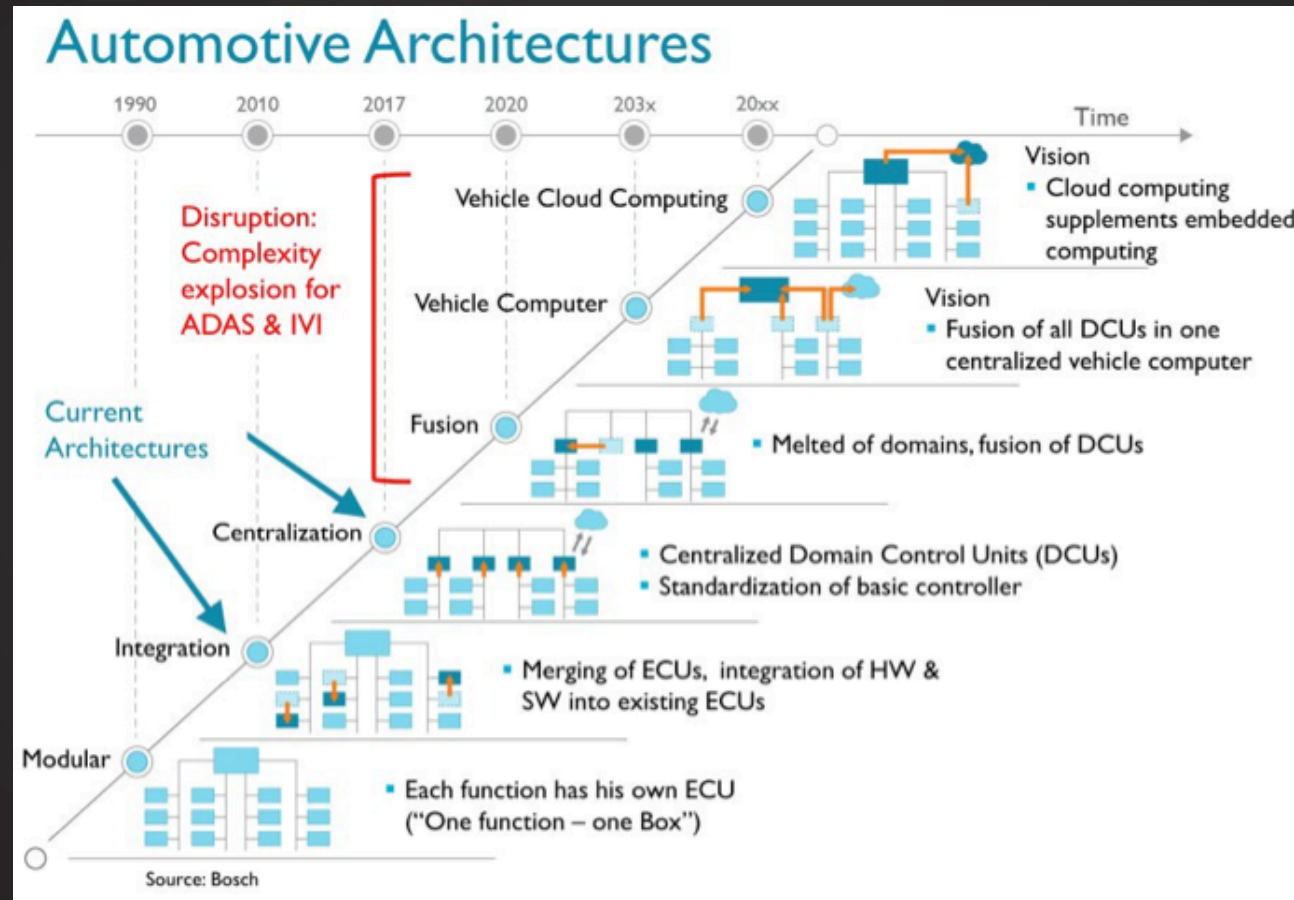 Automotive Architectures
1990
2010
2017
2020
203x
20xx
Time
Vision
▪ Cloud computing
supplements embedded
computing
Vehicle Cloud Computing
Disruption:
Complexity
explosion for
ADAS & IVI
Vehicle Computer
Vision
▪ Fusion of all DCUs in one
centralized vehicle computer
Current
Architectures
Fusion
▪ Melted of domains, fusion of DCUs
Centralization
▪ Centralized Domain Control Units (DCUs)
▪ Standardization of basic controller
Integration
▪ Merging of ECUs, integration of HW &
SW into existing ECUs
Modular
▪ Each function has his own ECU
(“One function – one Box”)
Source: Bosch